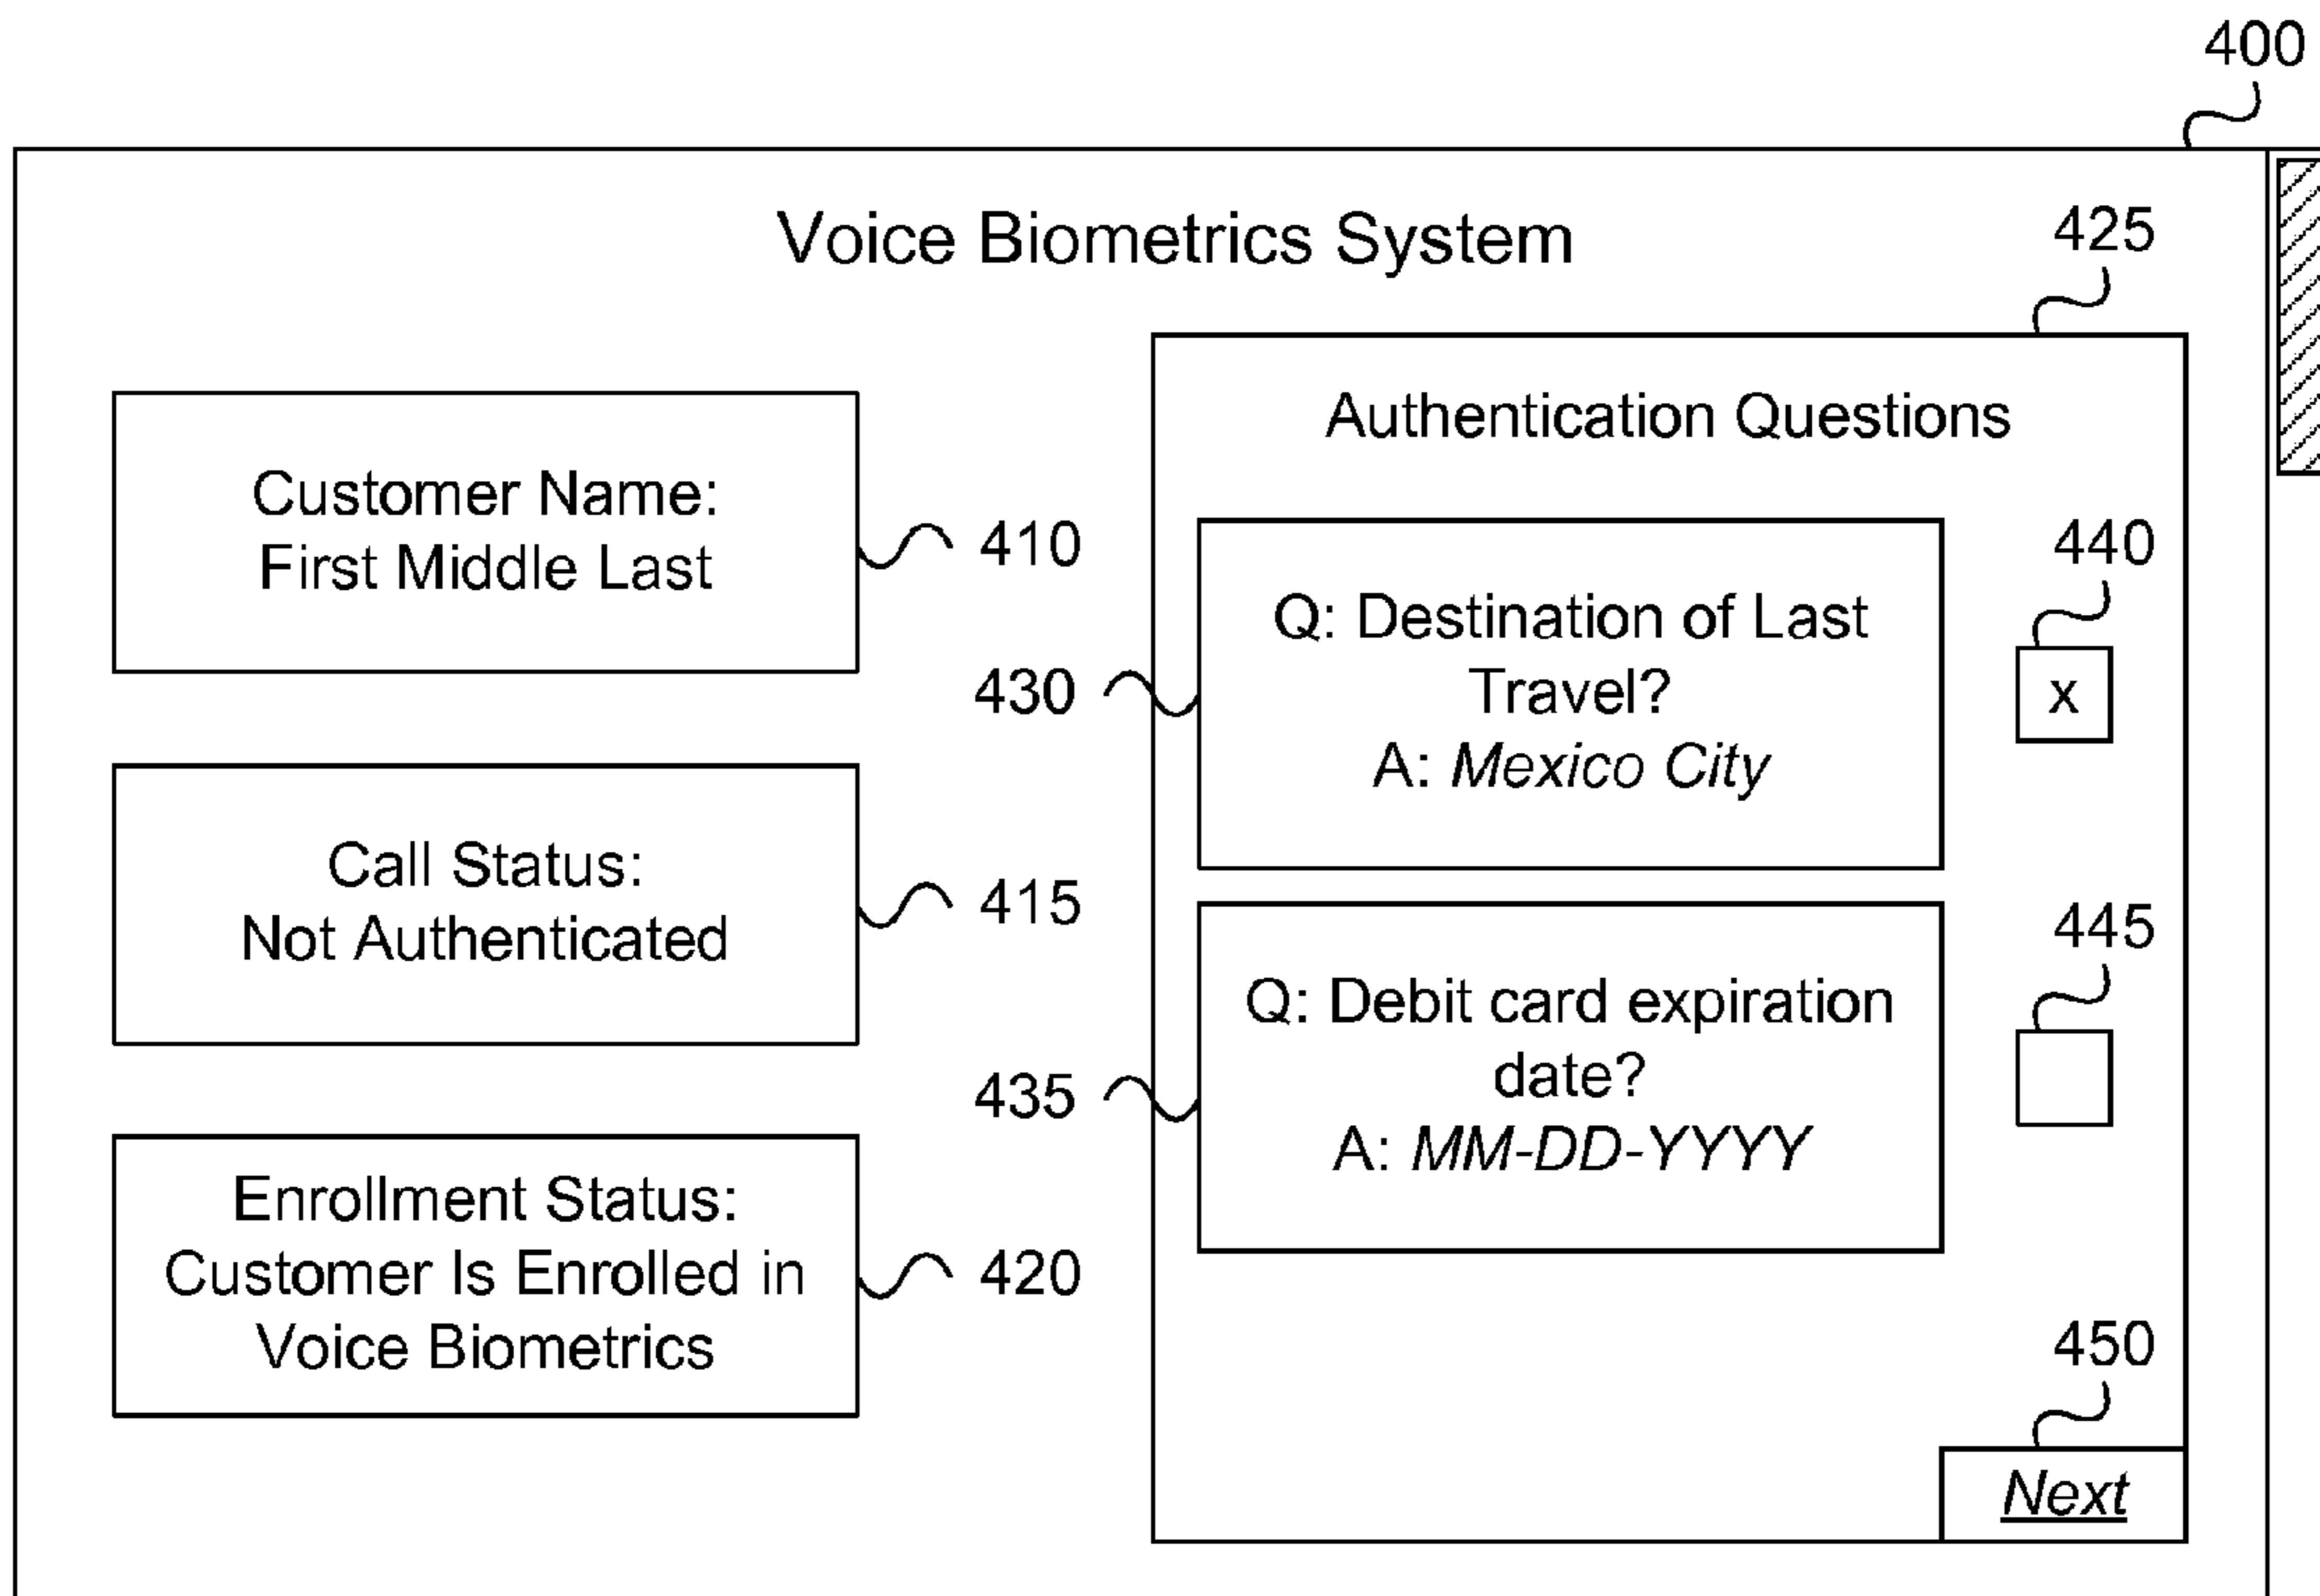 400
Voice Biometrics System
Customer Name:
First Middle Last
410
Call Status:
Not Authenticated
415
Enrollment Status:
Customer Is Enrolled in
Voice Biometrics
420
425
Authentication Questions
430
Q: Destination of Last
Travel?
A: Mexico City
440
x
435
Q: Debit card expiration
date?
A: MM-DD-YYYY
445
450
Next